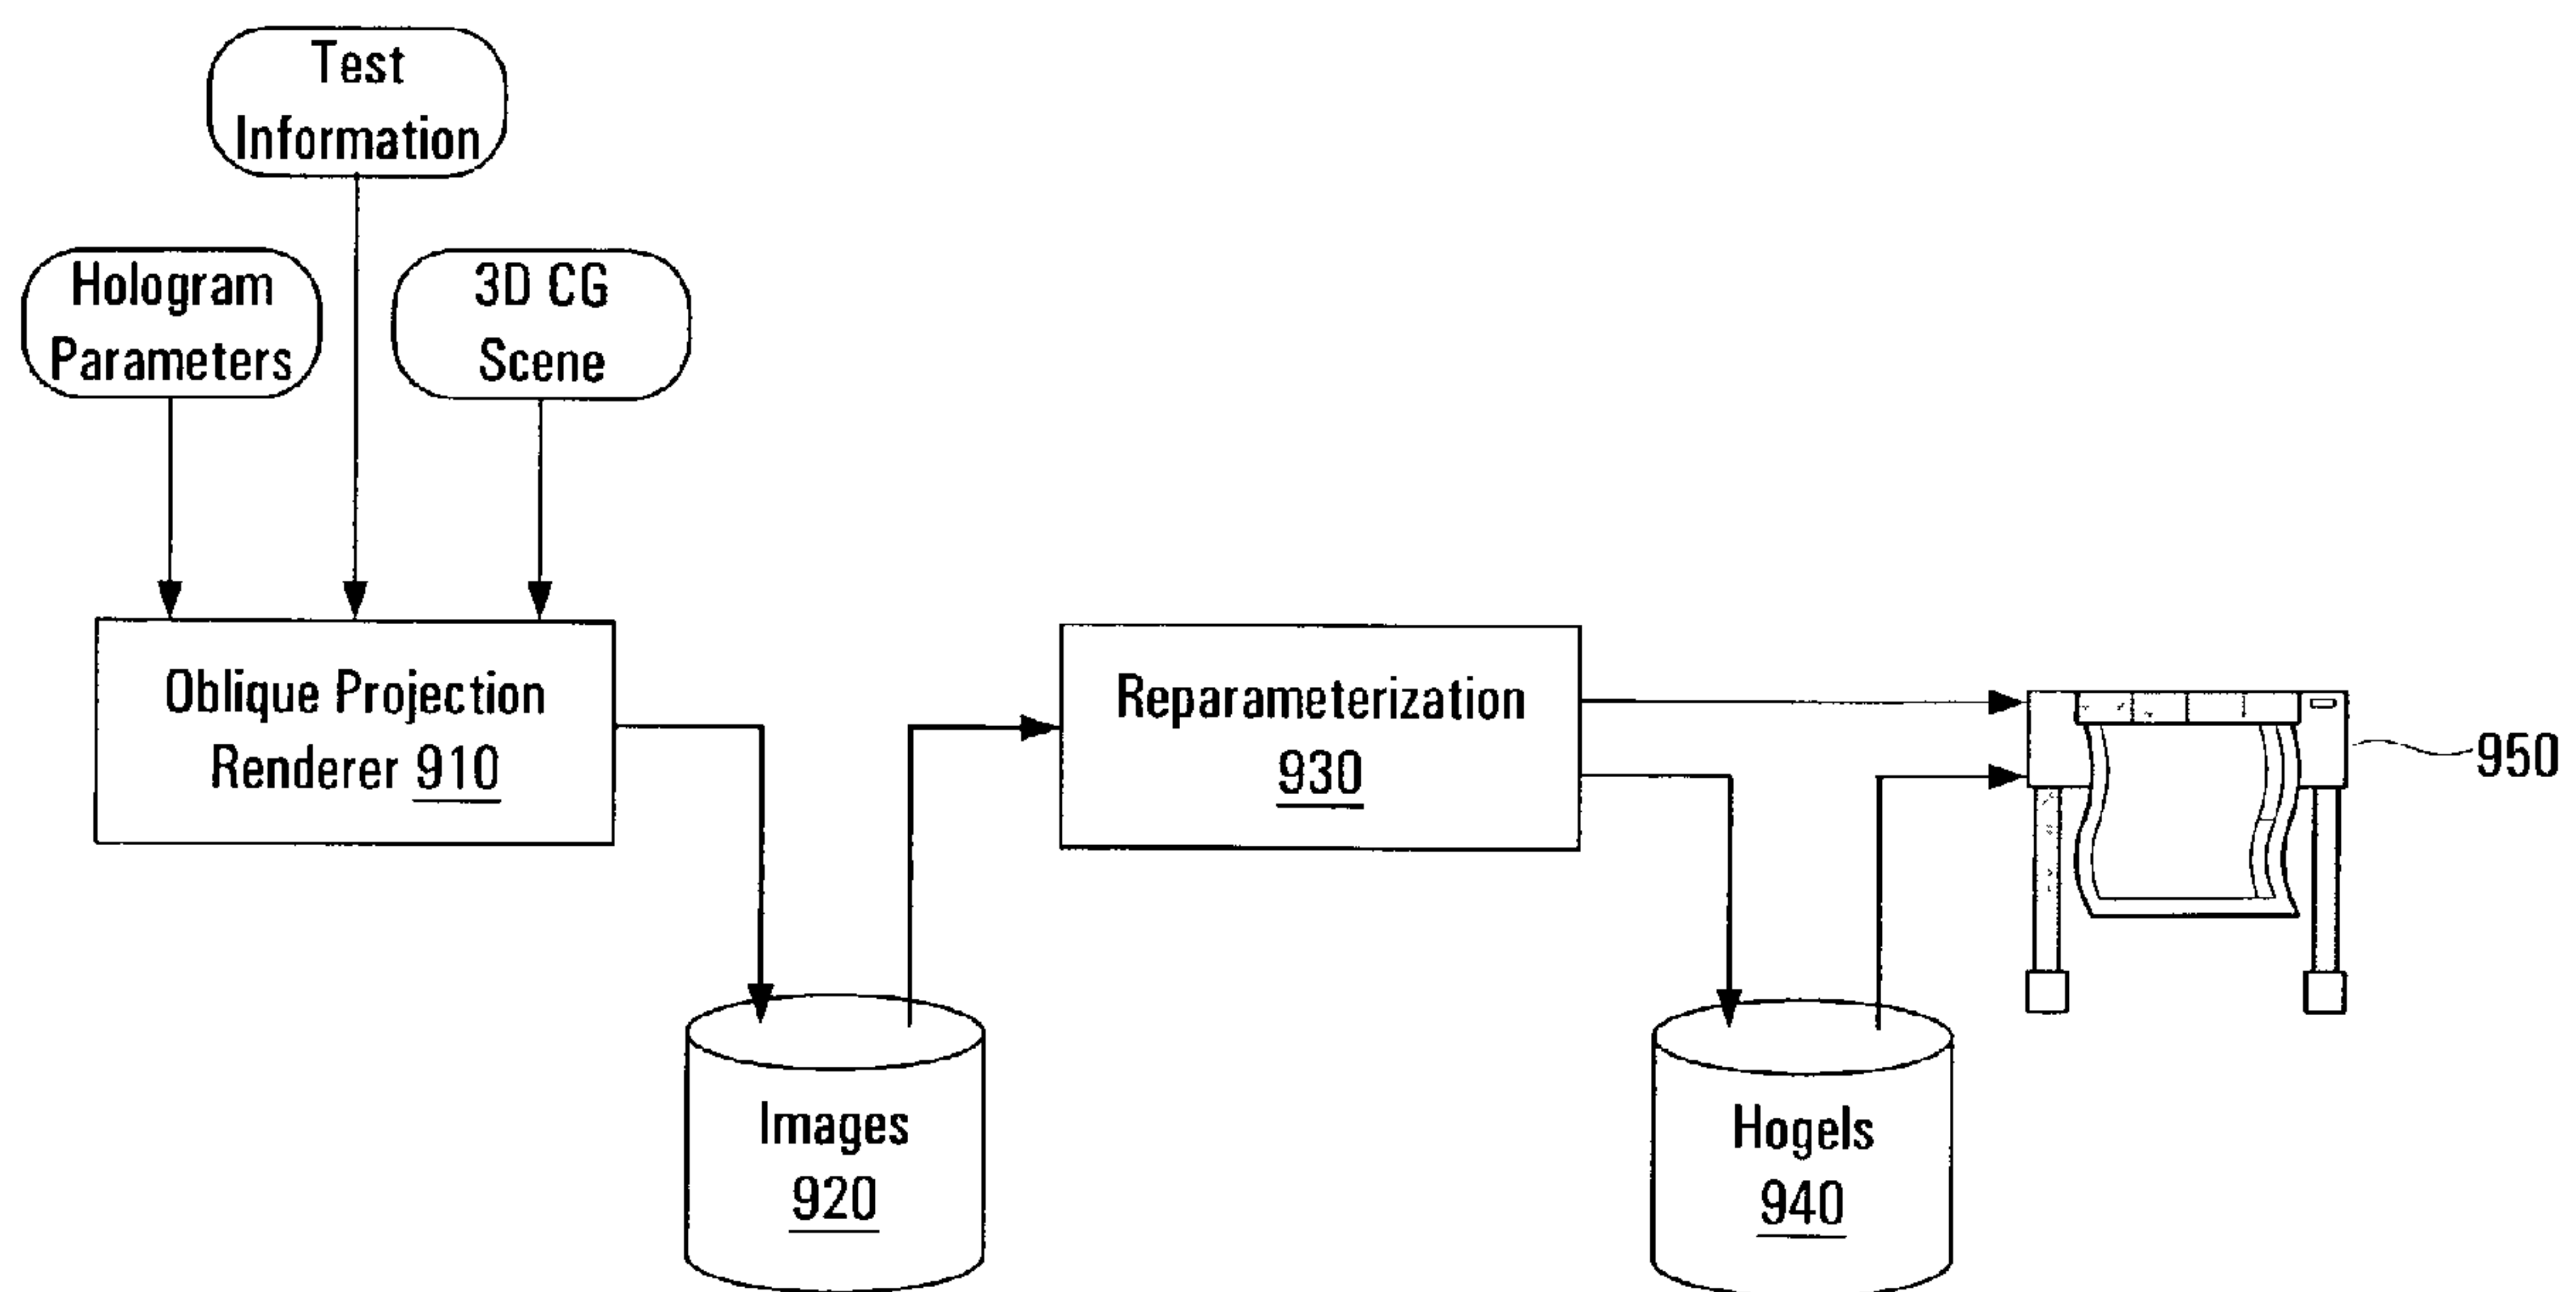 Test
Information
Hologram
Parameters
3D CG
Scene
Oblique Projection
Renderer 910
Reparameterization
930
950
Images
920
Hogels
940